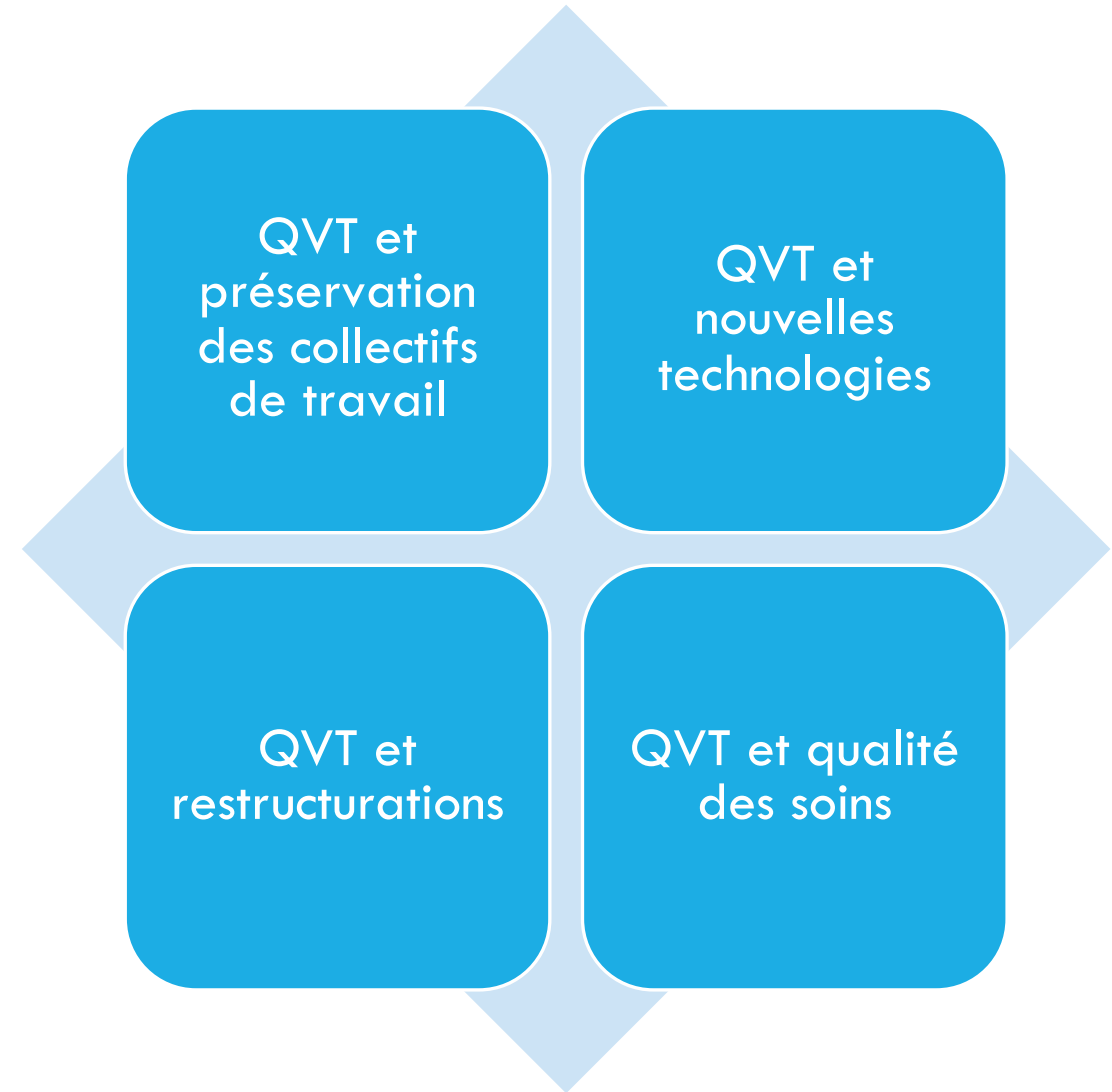 QVT et
préservation
des collectifs
de travail
QVT et
nouvelles
technologies
QVT et
restructurations
QVT et qualité
des soins